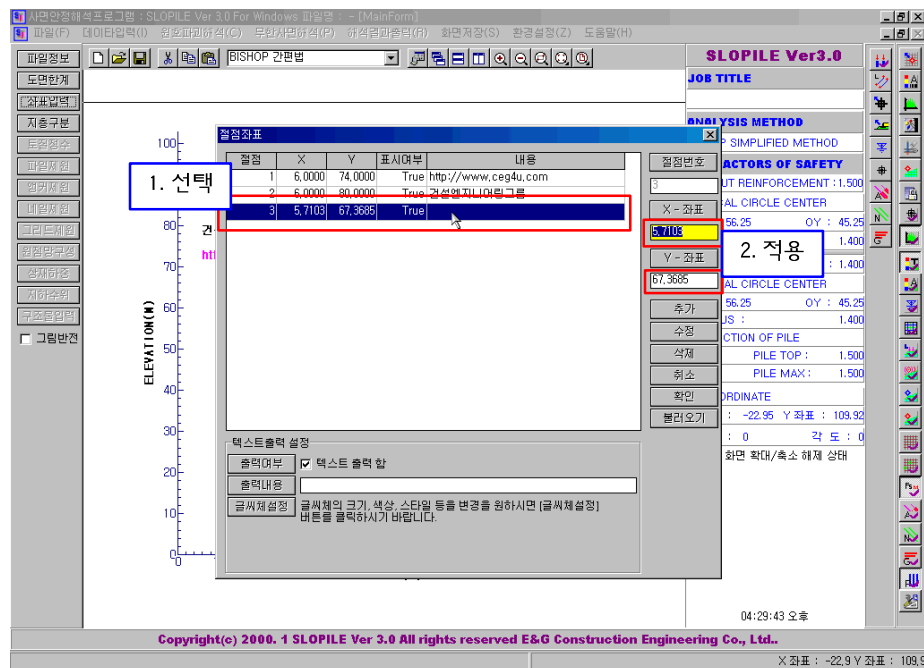 사면안정해석프로그램 : SLOPILE Ver 3.0 For Windows 파일명 : - [MainForm]
파일(F) 데이타입력(I) 원호파괴해석(C) 무한사면해석(P) 해석결과출력(R) 화면저장(S) 환경설정(Z) 도움말(H)
파일정보
도면한계
좌표입력
지층구분
토질정수
파일제원
앵커제원
네일제원
그리드제원
원점망구성
상재하중
지하수위
구조물입력
그림반전
BISHOP 간편법
100
80
70
60
50
40
30
20
10
0
0
ELEVATION(M)
건
htt
1. 선택
2. 적용
절점좌표
절점 X Y 표시여부 내용
1 6,0000 74,0000 True http://www,ceg4u,com
2 6,0000 80,0000 True 건설엔지니어링그룹
3 5,7103 67,3685 True
절점번호
3
X - 좌표
5,7103
Y - 좌표
67,3685
추가
수정
삭제
취소
확인
불러오기
텍스트출력 설정
출력여부 텍스트 출력 함
출력내용
글씨체설정 글씨체의 크기, 색상, 스타일 등을 변경을 원하시면 [글씨체설정]
버튼를 클릭하시기 바랍니다.
SLOPILE Ver3.0
JOB TITLE
ANALYSIS METHOD
P SIMPLIFIED METHOD
ACTORS OF SAFETY
UT REINFORCEMENT : 1.500
AL CIRCLE CENTER
56.25 OY : 45.25
1.400
: 1.400
AL CIRCLE CENTER
56.25 OY : 45.25
US : 1.400
CTION OF PILE
PILE TOP : 1.500
PILE MAX : 1.500
ORDINATE
: -22.95 Y 좌표 : 109.92
: 0 각 도 : 0
화면 확대/축소 해제 상태
04:29:43 오후
Copyright(c) 2000. 1 SLOPILE Ver 3.0 All rights reserved E&G Construction Engineering Co., Ltd..
X 좌표 : -22,9 Y 좌표 : 109,9